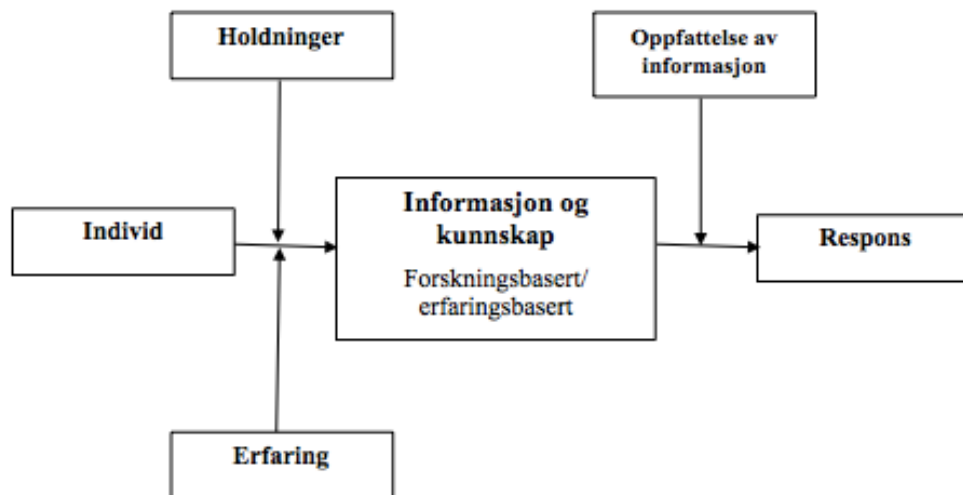 Holdninger
Oppfattelse av
informasjon
Individ
Informasjon og
kunnskap
Forskningsbasert/
erfaringsbasert
Respons
Erfaring